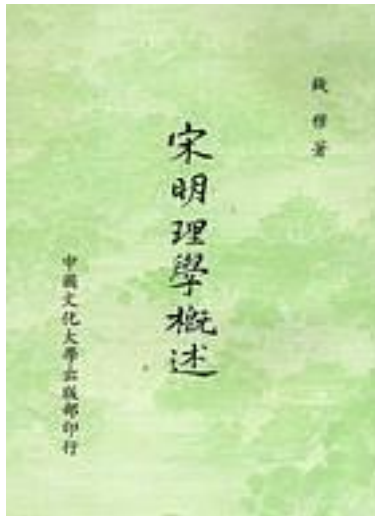 錢穆著
宋明理學概述
中國文化大學出版部印行